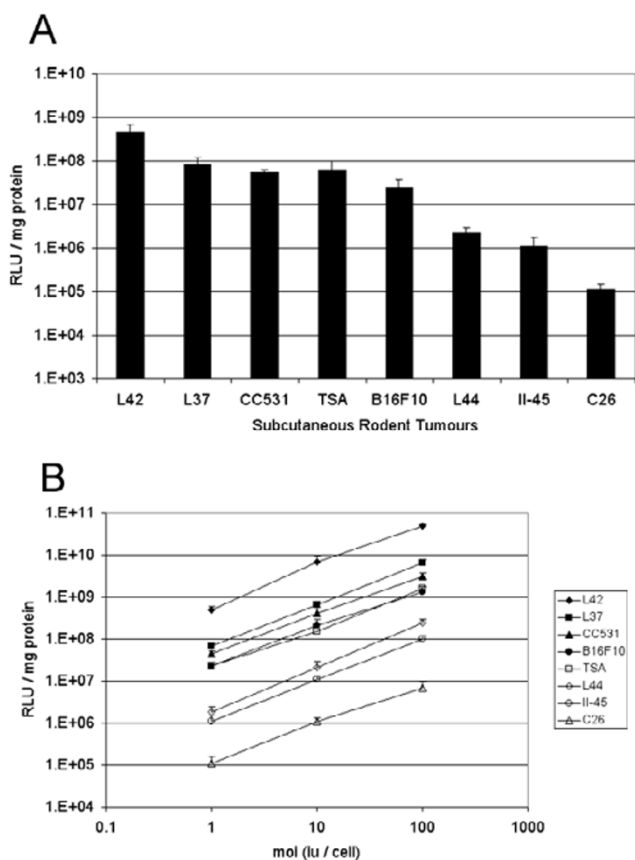 A
1.E+10
1.E+09
1.E+08
1.E+07
1.E+06
1.E+05
1.E+04
1.E+03
RLU / mg protein
L42 L37 CC531 TSA B16F10 L44 II-45 C26
Subcutaneous Rodent Tumours
B
1.E+11
1.E+10
1.E+09
1.E+08
1.E+07
1.E+06
1.E+05
1.E+04
RLU / mg protein
0.1 1 10 100 1000
moI (iu / cell)
L42
L37
CC531
B16F10
TSA
L44
II-45
C26